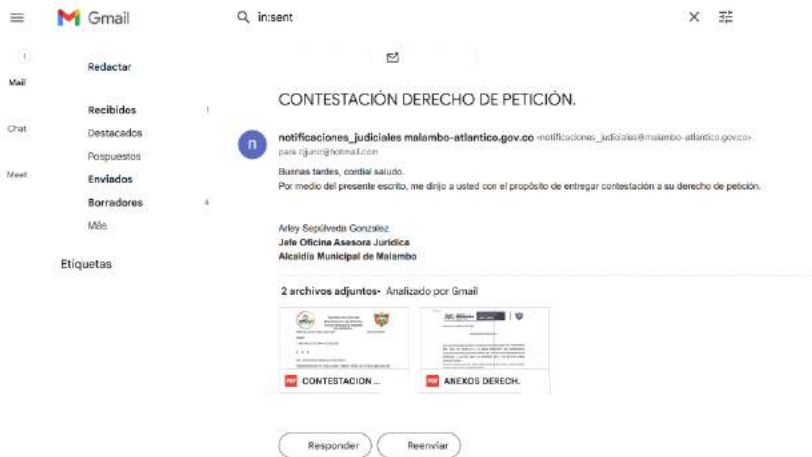 Gmail
in:sent
Mail
Chat
Meet
Redactar
Recibidos 1
Destacados
Pospuestos
Enviados
Borradores 4
Más
Etiquetas
CONTESTACIÓN DERECHO DE PETICIÓN.
n
notificaciones_judiciales malambo-atlantico.gov.co <notificaciones_judiciales@malambo-atlantico.gov.co>
para cjjunir@hotmail.com
Buenas tardes, cordial saludo.
Por medio del presente escrito, me dirijo a usted con el propósito de entregar contestación a su derecho de petición.
Arley Sepúlveda Gonzalez
Jefe Oficina Asesora Jurídica
Alcaldía Municipal de Malambo
2 archivos adjuntos• Analizado por Gmail
PDF CONTESTACION ...
PDF ANEXOS DERECH.
Responder
Reenviar